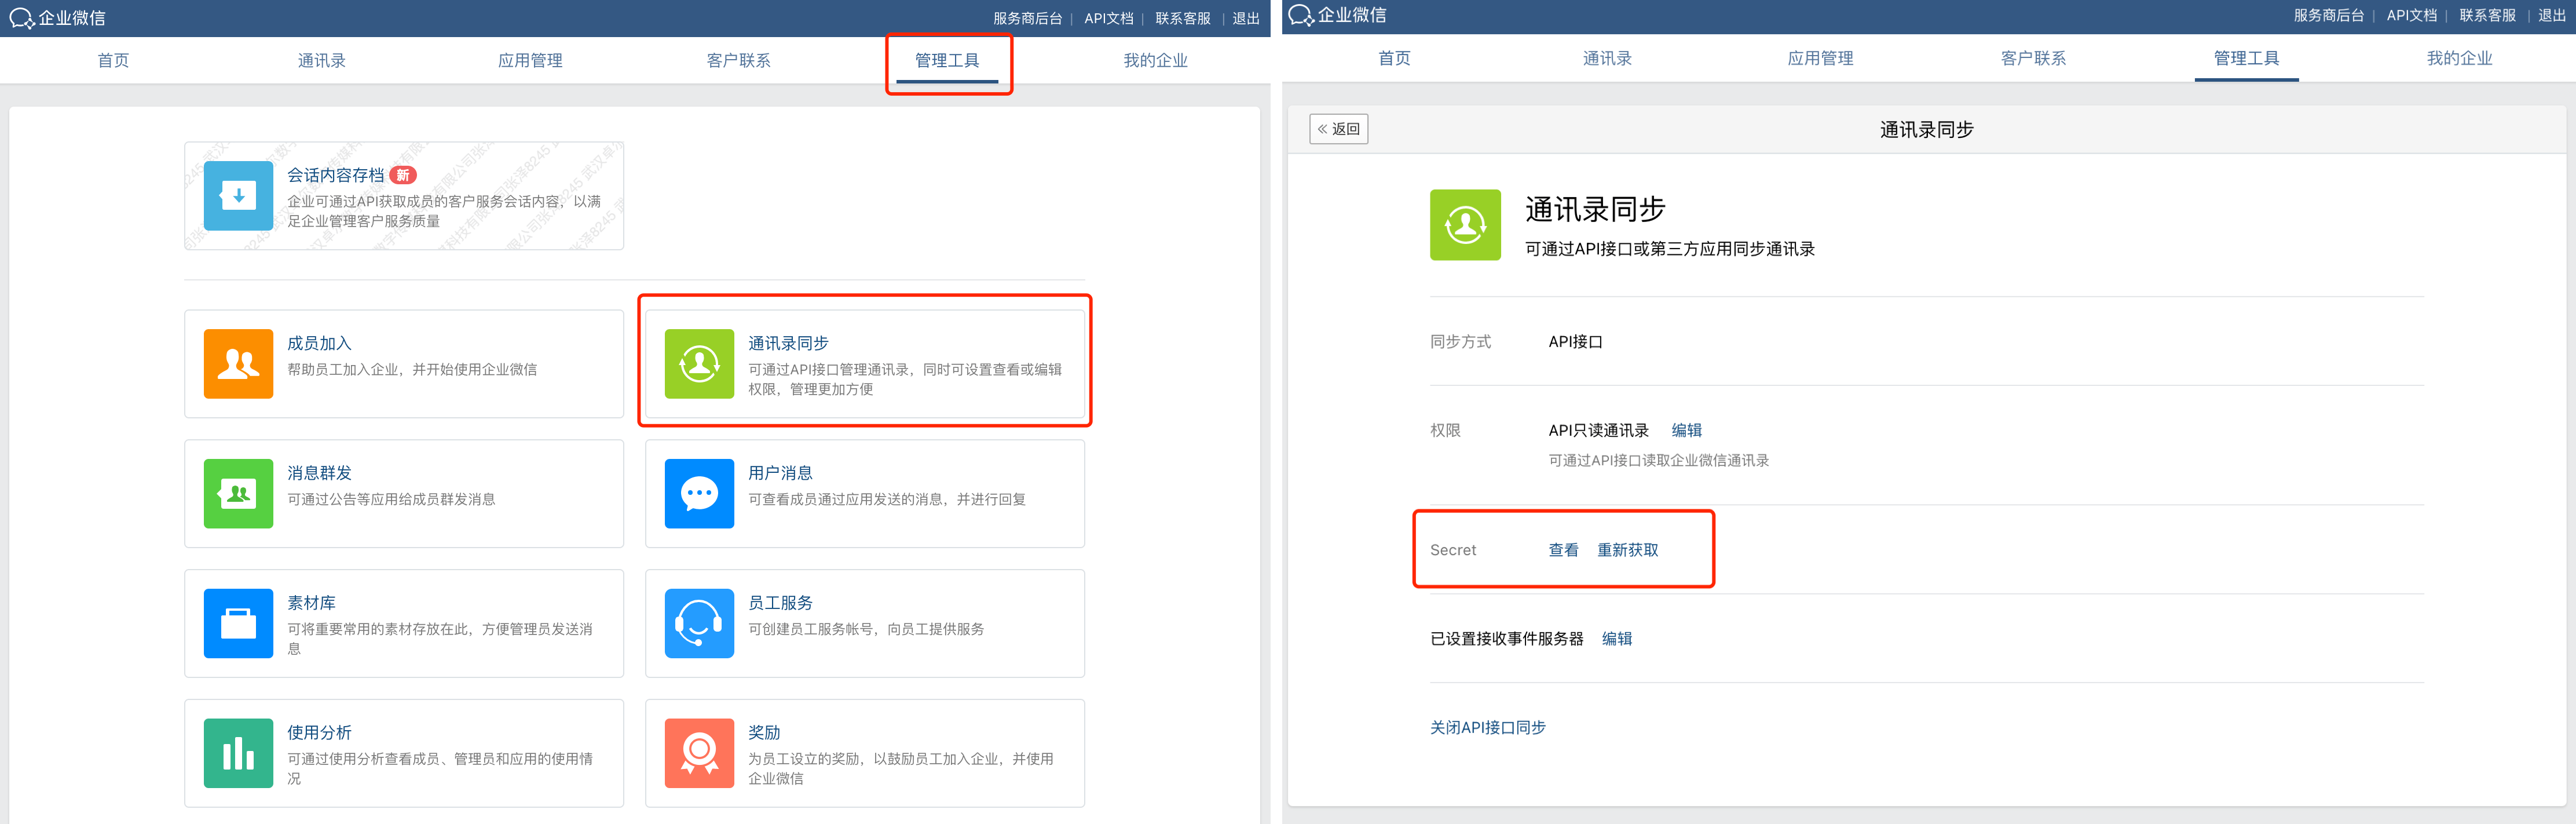 企业微信
服务商后台 | API文档 | 联系客服 | 退出
首页
通讯录
应用管理
客户联系
管理工具
我的企业
会话内容存档 新
企业可通过API获取成员的客户服务会话内容，以满
足企业管理客户服务质量
成员加入
帮助员工加入企业，并开始使用企业微信
通讯录同步
可通过API接口管理通讯录，同时可设置查看或编辑
权限，管理更加方便
消息群发
可通过公告等应用给成员群发消息
用户消息
可查看成员通过应用发送的消息，并进行回复
素材库
可将重要常用的素材存放在此，方便管理员发送消
息
员工服务
可创建员工服务帐号，向员工提供服务
使用分析
可通过使用分析查看成员、管理员和应用的使用情
况
奖励
为员工设立的奖励，以鼓励员工加入企业，并使用
企业微信
企业微信
服务商后台 | API文档 | 联系客服 | 退出
首页
通讯录
应用管理
客户联系
管理工具
我的企业
« 返回
通讯录同步
通讯录同步
可通过API接口或第三方应用同步通讯录
同步方式 API接口
权限 API只读通讯录 编辑
可通过API接口读取企业微信通讯录
Secret 查看 重新获取
已设置接收事件服务器 编辑
关闭API接口同步